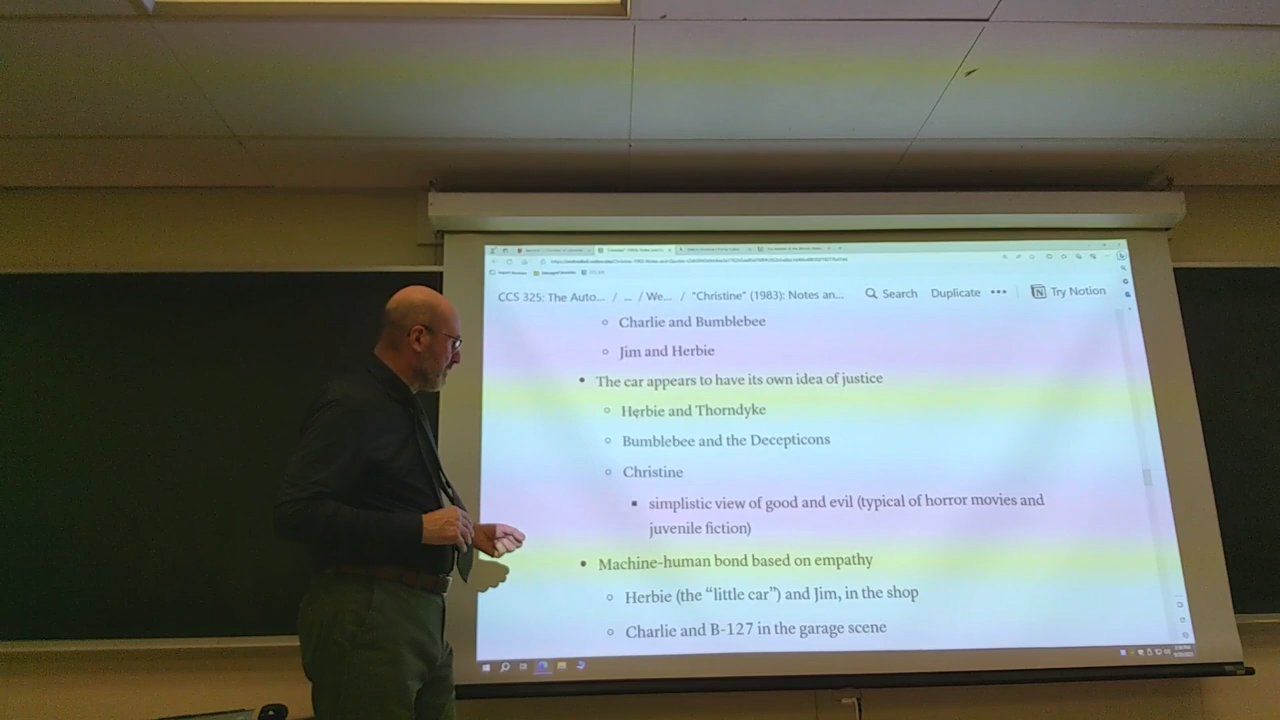 CCS 325: The Auto... / ... / We... / "Christine" (1983): Notes an... Search Duplicate ••• Try Notion
Charlie and Bumblebee
Jim and Herbie
The car appears to have its own idea of justice
Herbie and Thorndyke
Bumblebee and the Decepticons
Christine
simplistic view of good and evil (typical of horror movies and
juvenile fiction)
Machine-human bond based on empathy
Herbie (the “little car”) and Jim, in the shop
Charlie and B-127 in the garage scene